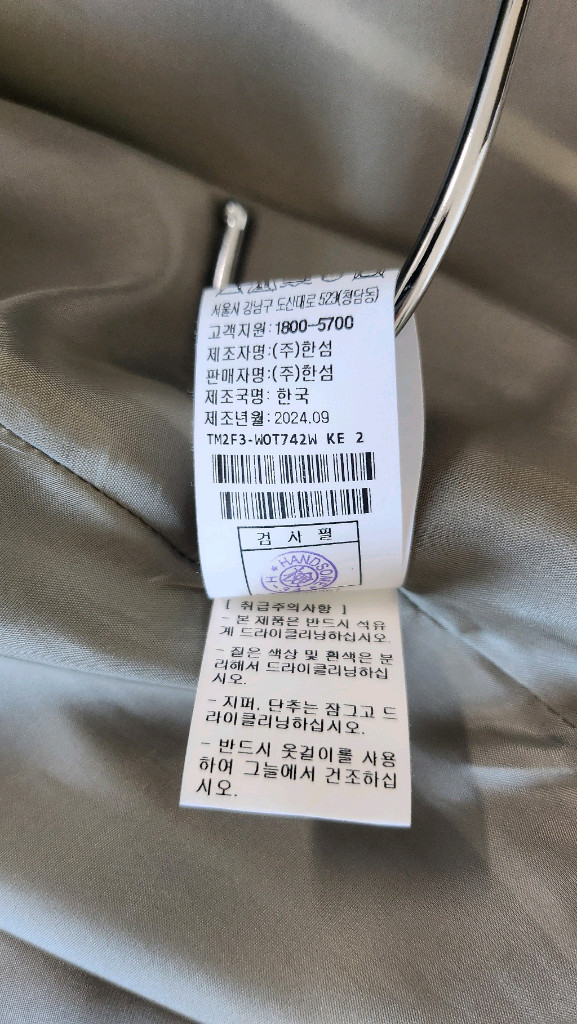 서울시 강남구 도산대로 523(청담동)
고객지원:1800-5700
제조자명:(주)한섬
판매자명:(주)한섬
제조국명: 한국
제조년월:2024.09
TM2F3-WOT742W KE 2
검 사 필
HANDSOME
[ 취급주의사항 ]
- 본 제품은 반드시 석유
계 드라이클리닝하십시오.
- 짙은 색상 및 흰색은 분
리해서 드라이클리닝하십
시오.
- 지퍼, 단추는 잠그고 드
라이클리닝하십시오.
- 반드시 옷걸이를 사용
하여 그늘에서 건조하십
시오.